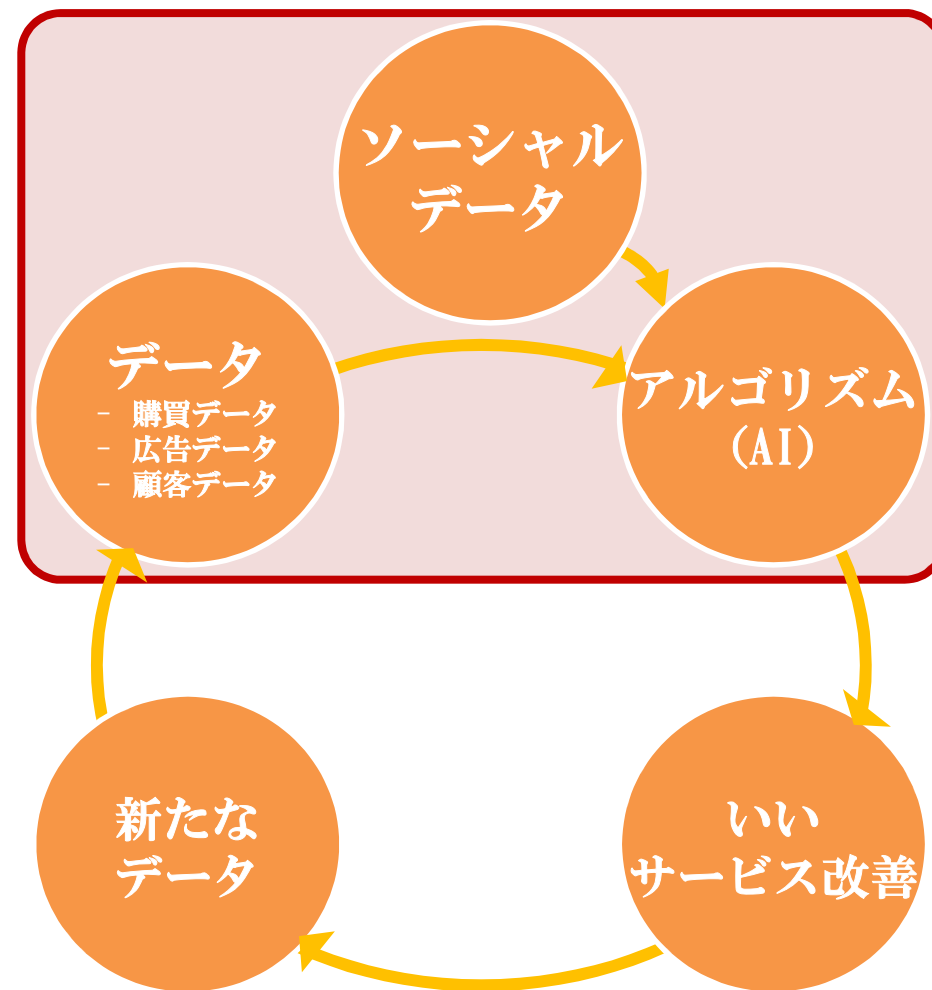 ソーシャル
データ
データ
- 購買データ
- 広告データ
- 顧客データ
アルゴリズム
(AI)
新たな
データ
いい
サービス改善